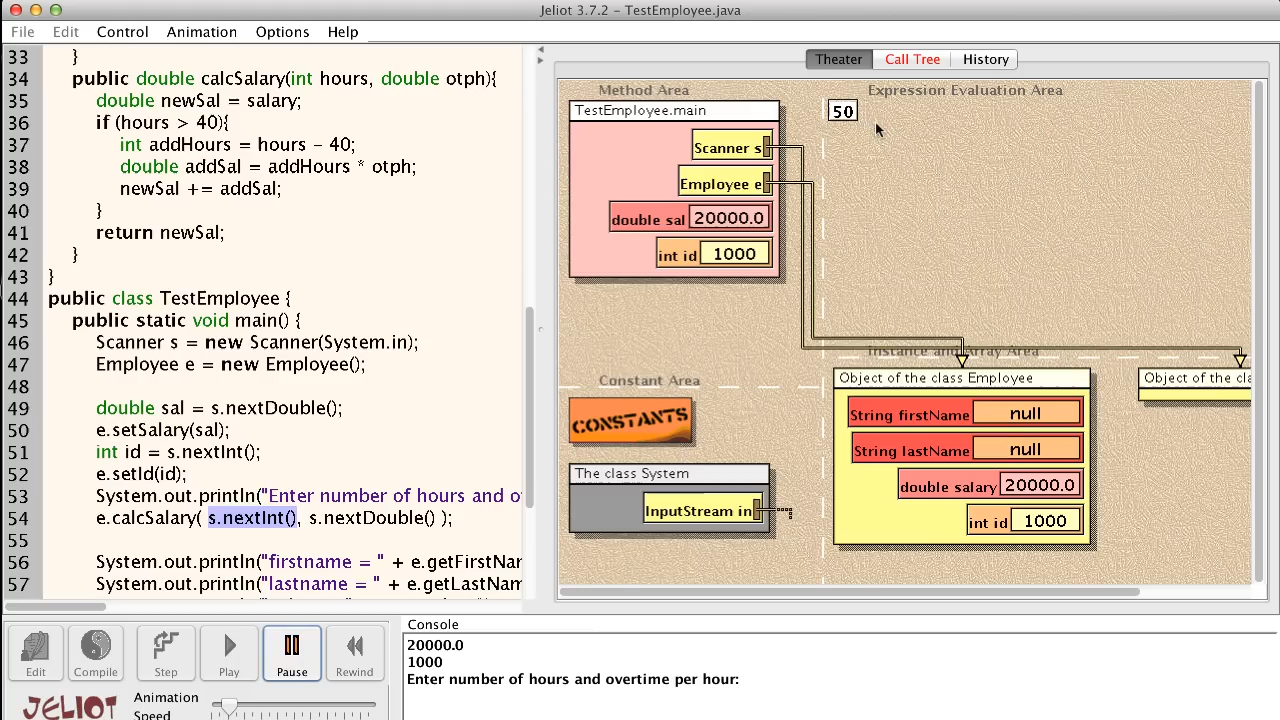 Jeliot 3.7.2 – TestEmployee.java
File Edit Control Animation Options Help
33 }
34 public double calcSalary(int hours, double otph){
35 double newSal = salary;
36 if (hours > 40){
37 int addHours = hours - 40;
38 double addSal = addHours * otph;
39 newSal += addSal;
40 }
41 return newSal;
42 }
43 }
44 public class TestEmployee {
45 public static void main() {
46 Scanner s = new Scanner(System.in);
47 Employee e = new Employee();
48
49 double sal = s.nextDouble();
50 e.setSalary(sal);
51 int id = s.nextInt();
52 e.setId(id);
53 System.out.println("Enter number of hours and o
54 e.calcSalary( s.nextInt(), s.nextDouble() );
55
56 System.out.println("firstname = " + e.getFirstNar
57 System.out.println("lastname = " + e.getLastNam
Theater Call Tree History
Method Area
Expression Evaluation Area
TestEmployee.main
50
Scanner s
Employee e
double sal 20000.0
int id 1000
Constant Area
Instance and Array Area
CONSTANTS
The class System
InputStream in
Object of the class Employee
String firstName null
String lastName null
double salary 20000.0
int id 1000
Object of the cla
Edit Compile Step Play Pause Rewind
JELIOT
Animation
Speed
Console
20000.0
1000
Enter number of hours and overtime per hour: